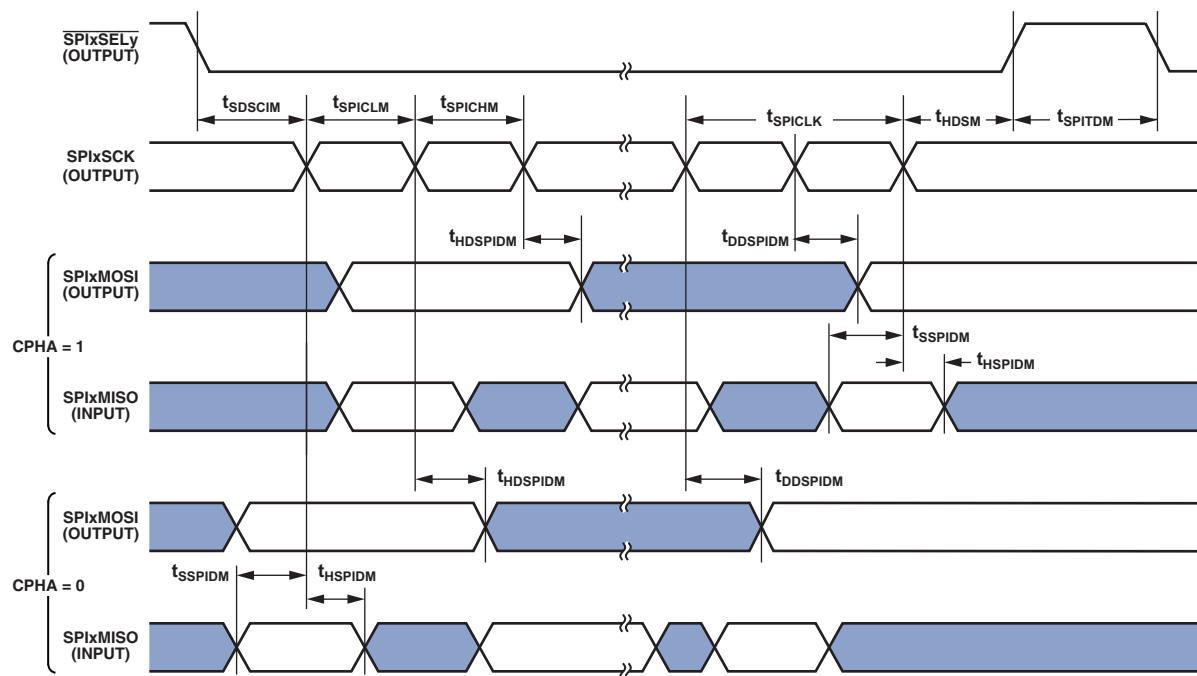 SPIxSELy
(OUTPUT)
tSDSCIM tSPICLM tSPICHM tSPICLK tHDSM tSPITDM
SPIxSCK
(OUTPUT)
tHDSPIDM tDDSPIDM
SPIxMOSI
(OUTPUT)
CPHA = 1
tSSPIDM
tHSPIDM
SPIxMISO
(INPUT)
tHDSPIDM tDDSPIDM
SPIxMOSI
(OUTPUT)
tSSPIDM tHSPIDM
CPHA = 0
SPIxMISO
(INPUT)